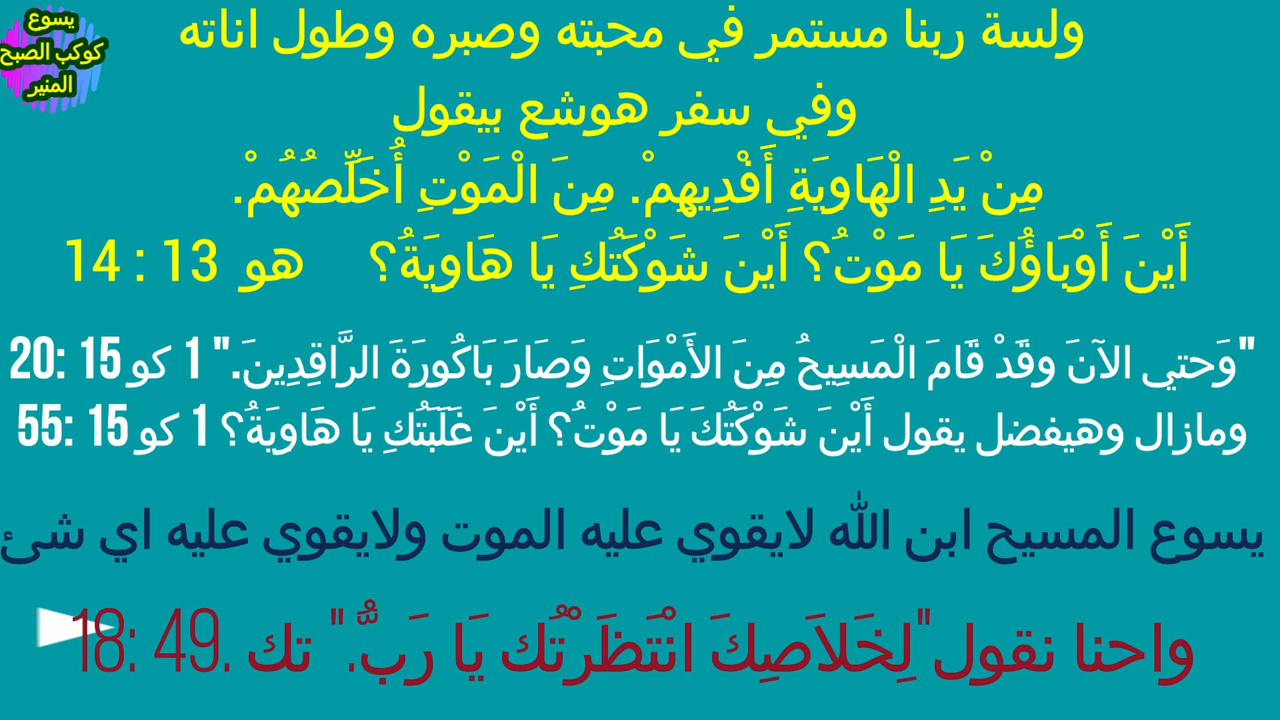 يسوع
كوكب الصبح
المنير
ولسة ربنا مستمر في محبته وصبره وطول اناته
وفي سفر هوشع بيقول
مِنْ يَدِ الْهَاوِيَةِ أَفْدِيهِمْ. مِنَ الْمَوْتِ أُخَلِّصُهُمْ.
أَيْنَ أَوْبَاؤُكَ يَا مَوْتُ؟ أَيْنَ شَوْكَتُكِ يَا هَاوِيَةُ؟ هو 13 : 14
"وَحتي الآنَ وقَدْ قَامَ الْمَسِيحُ مِنَ الأَمْوَاتِ وَصَارَ بَاكُورَةَ الرَّاقِدِينَ." 1 كو 15 :20
ومازال وهيفضل يقول أَيْنَ شَوْكَتُكَ يَا مَوْتُ؟ أَيْنَ غَلَبَتُكِ يَا هَاوِيَةُ؟ 1 كو 15 :55
يسوع المسيح ابن الله لايقوي عليه الموت ولايقوي عليه اي شئ
واحنا نقول "لِخَلاَصِكَ انْتَظَرْتُك يَا رَبُّ." تك .49 :18